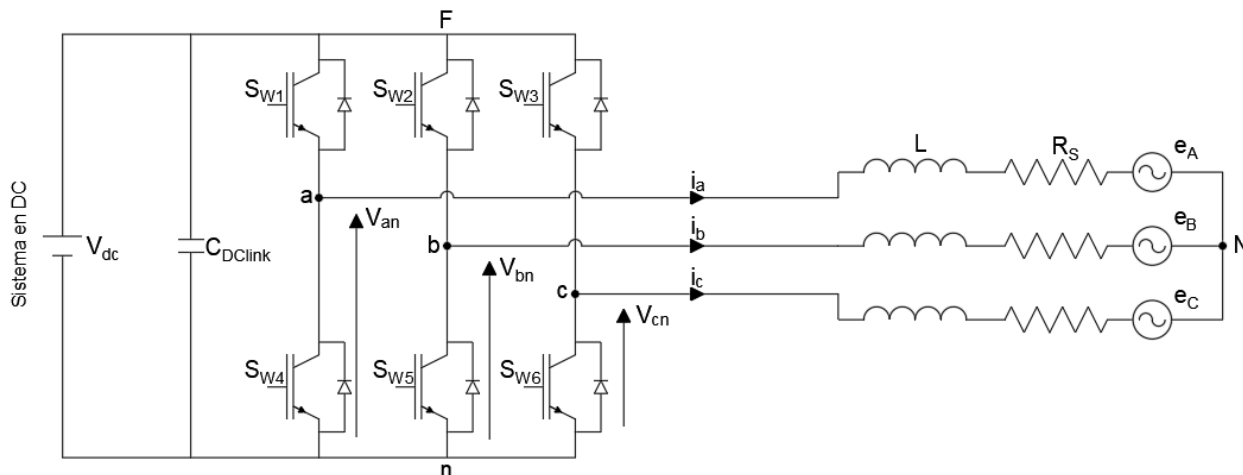 F
S_W1
S_W2
S_W3
L
R_S
e_A
a
i_a
V_an
Sistema en DC
V_dc
C_DClink
b
i_b
e_B
N
V_bn
c
i_c
V_cn
e_C
S_W4
S_W5
S_W6
n